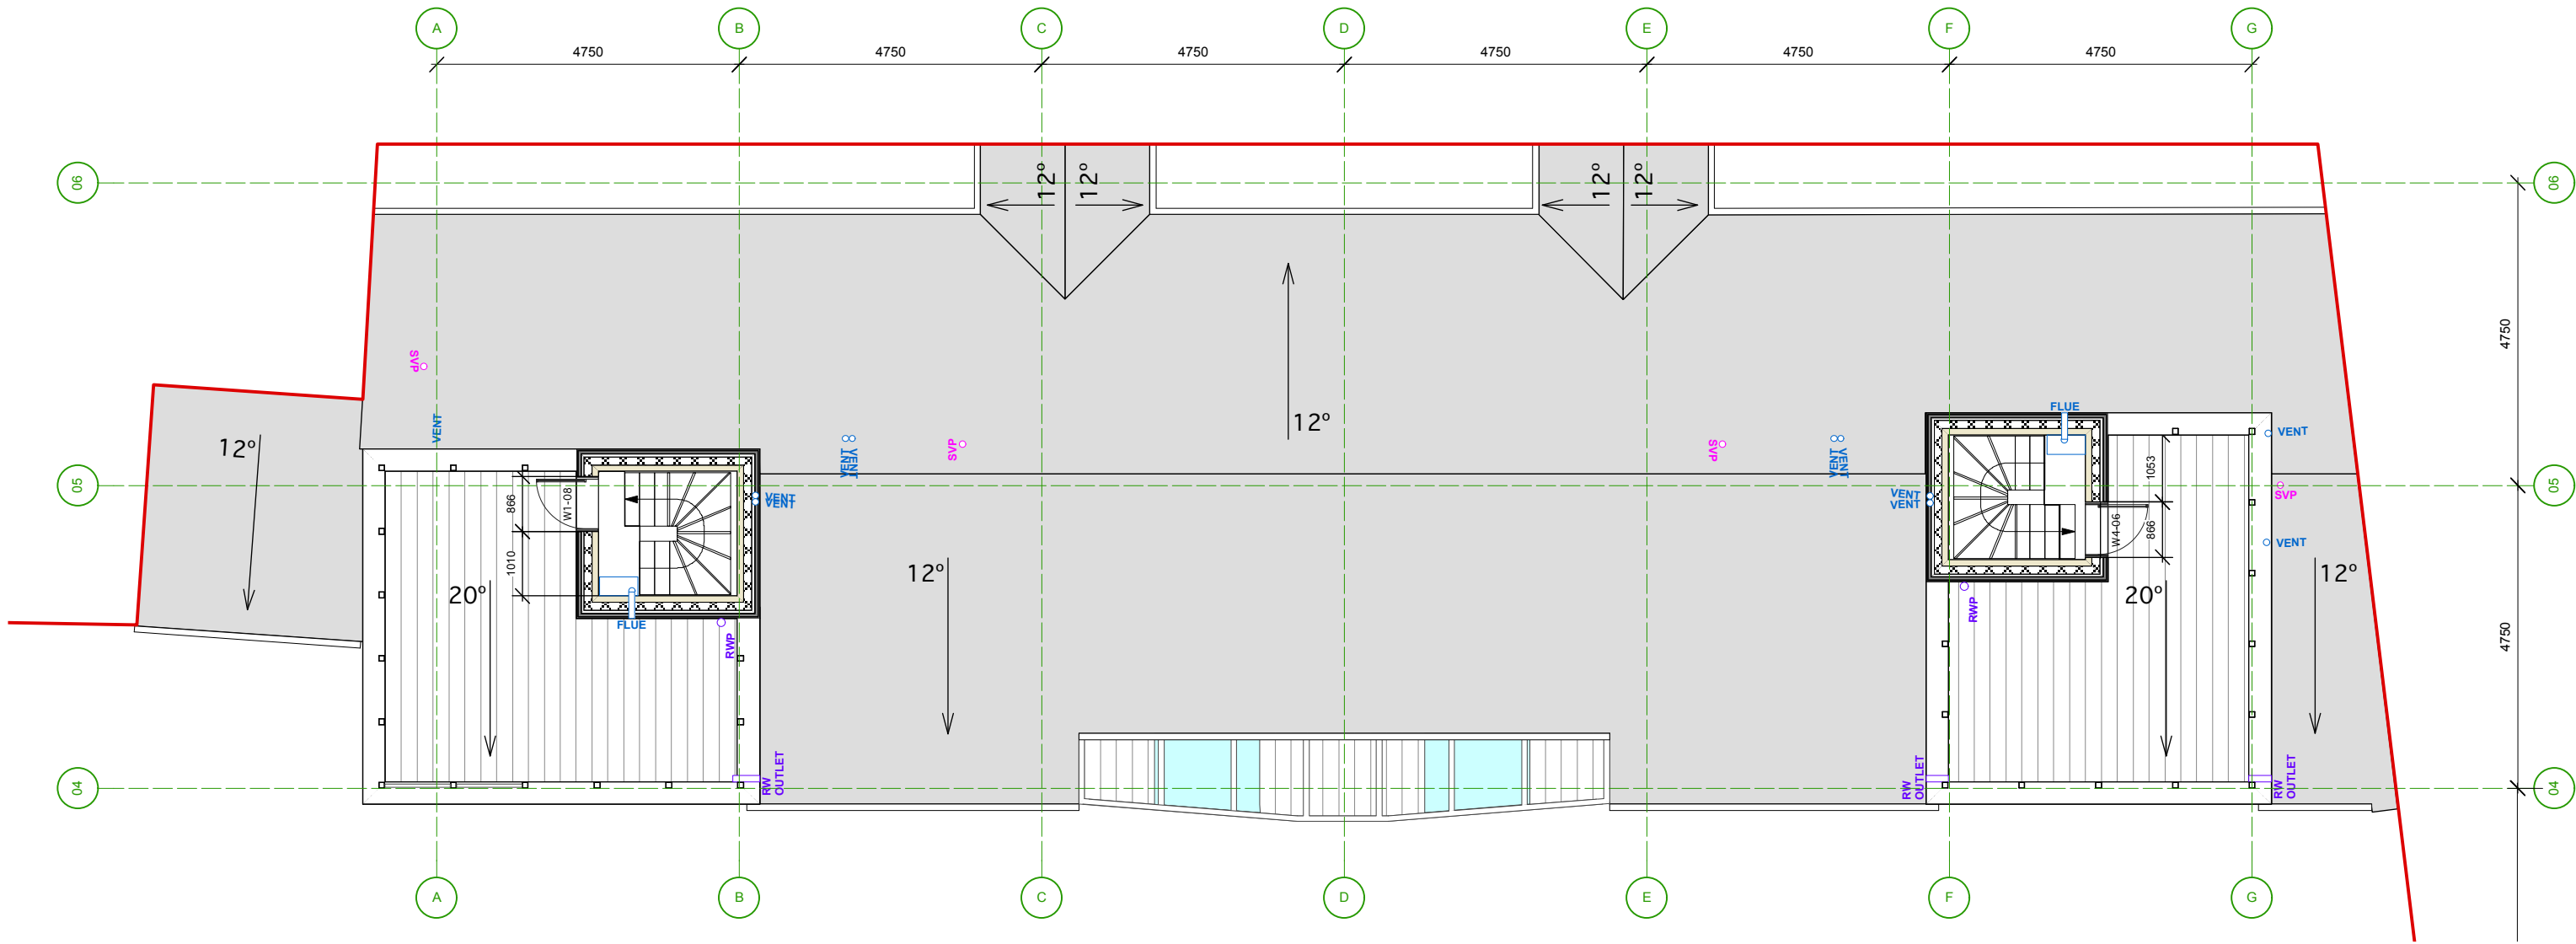 A B C D E F G
4750 4750 4750 4750 4750 4750
06 06
12° 12° 12° 12°
4750
SVP
12°
FLUE
VENT VENT
12°
VENT VENT SVP SVP VENT VENT
05 05
866 W1-08 VENT VENT
VENT VENT
1053 SVP
W4-06 866
VENT
1010
20° 12° 20° 12°
FLUE
RWP RWP
4750
RW OUTLET
RW OUTLET
RW OUTLET
04 04
A B C D E F G